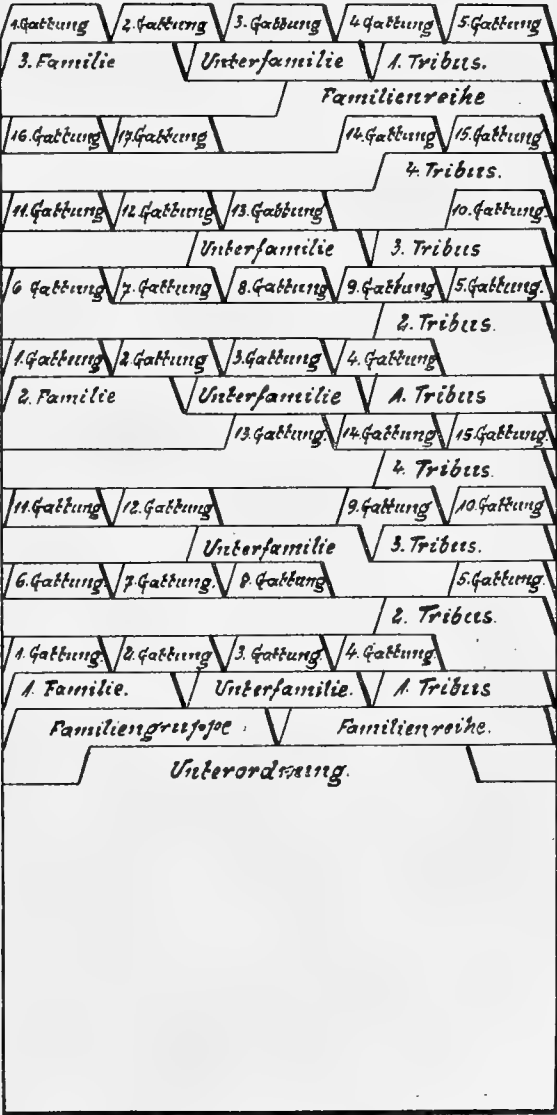 1. Gattung 2. Gattung 3. Gattung 4. Gattung 5. Gattung
3. Familie Unterfamilie 1. Tribus.
Familienreihe
16. Gattung 17. Gattung 14. Gattung 15. Gattung
4. Tribus.
11. Gattung 12. Gattung 13. Gattung 10. Gattung
Unterfamilie 3. Tribus
6 Gattung 7. Gattung 8. Gattung 9. Gattung 5. Gattung.
2. Tribus.
1. Gattung 2. Gattung 3. Gattung 4. Gattung
2. Familie Unterfamilie 1. Tribus
13. Gattung. 14. Gattung 15. Gattung.
4. Tribus.
11. Gattung 12. Gattung 9. Gattung 10. Gattung
Unterfamilie 3. Tribus.
6. Gattung. 7. Gattung. 8. Gattung 5. Gattung.
2. Tribus.
1. Gattung. 2. Gattung 3. Gattung 4. Gattung
1. Familie. Unterfamilie. 1. Tribus
Familiengruppe. Familienreihe.
Unterordnung.